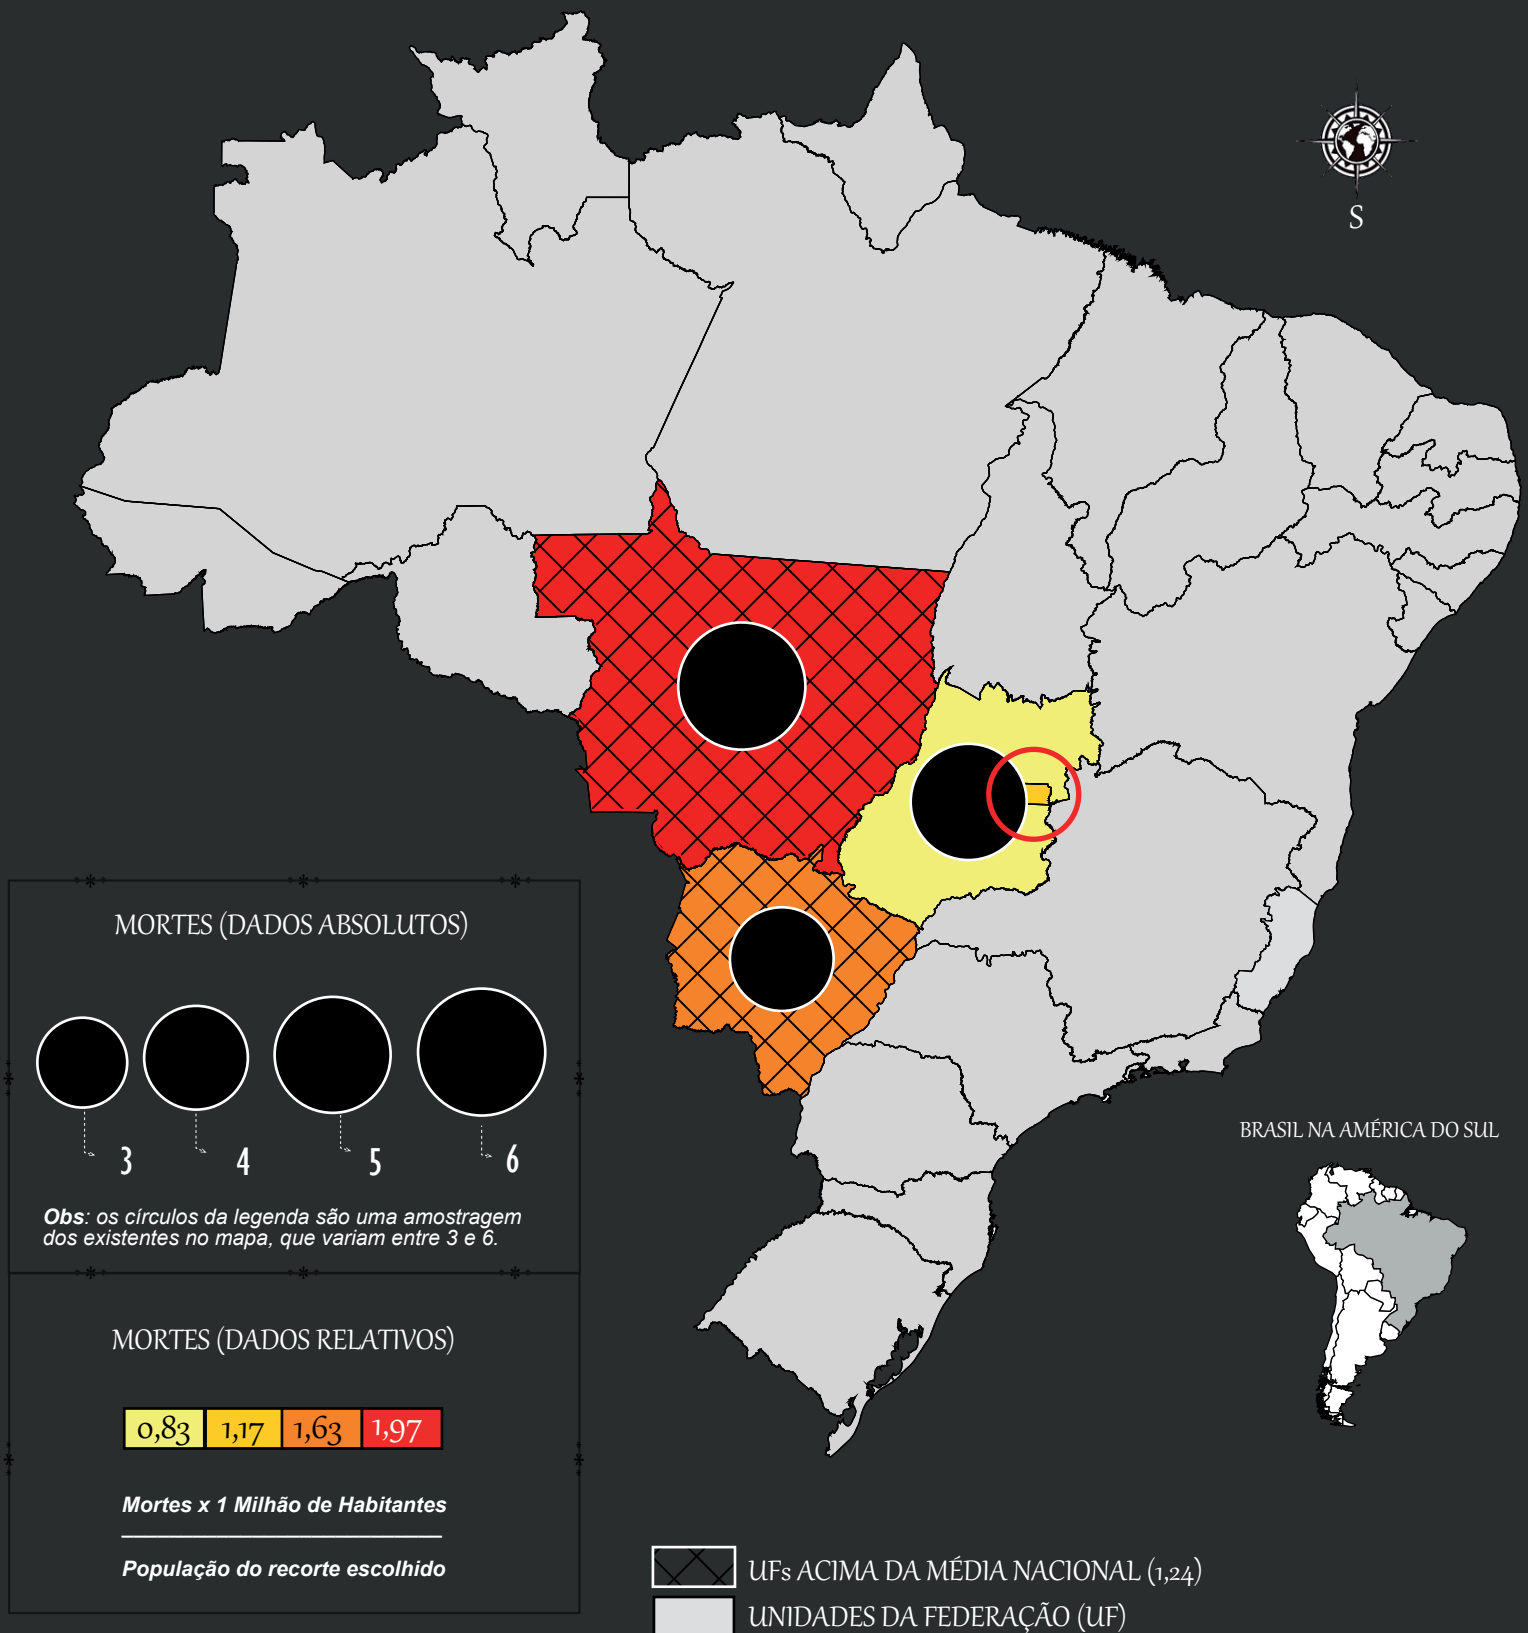 S
MORTES (DADOS ABSOLUTOS)
3
4
5
6
Obs: os círculos da legenda são uma amostragem
dos existentes no mapa, que variam entre 3 e 6.
BRASIL NA AMÉRICA DO SUL
MORTES (DADOS RELATIVOS)
0,83 1,17 1,63 1,97
Mortes x 1 Milhão de Habitantes
População do recorte escolhido
UFs ACIMA DA MÉDIA NACIONAL (1,24)
UNIDADES DA FEDERAÇÃO (UF)